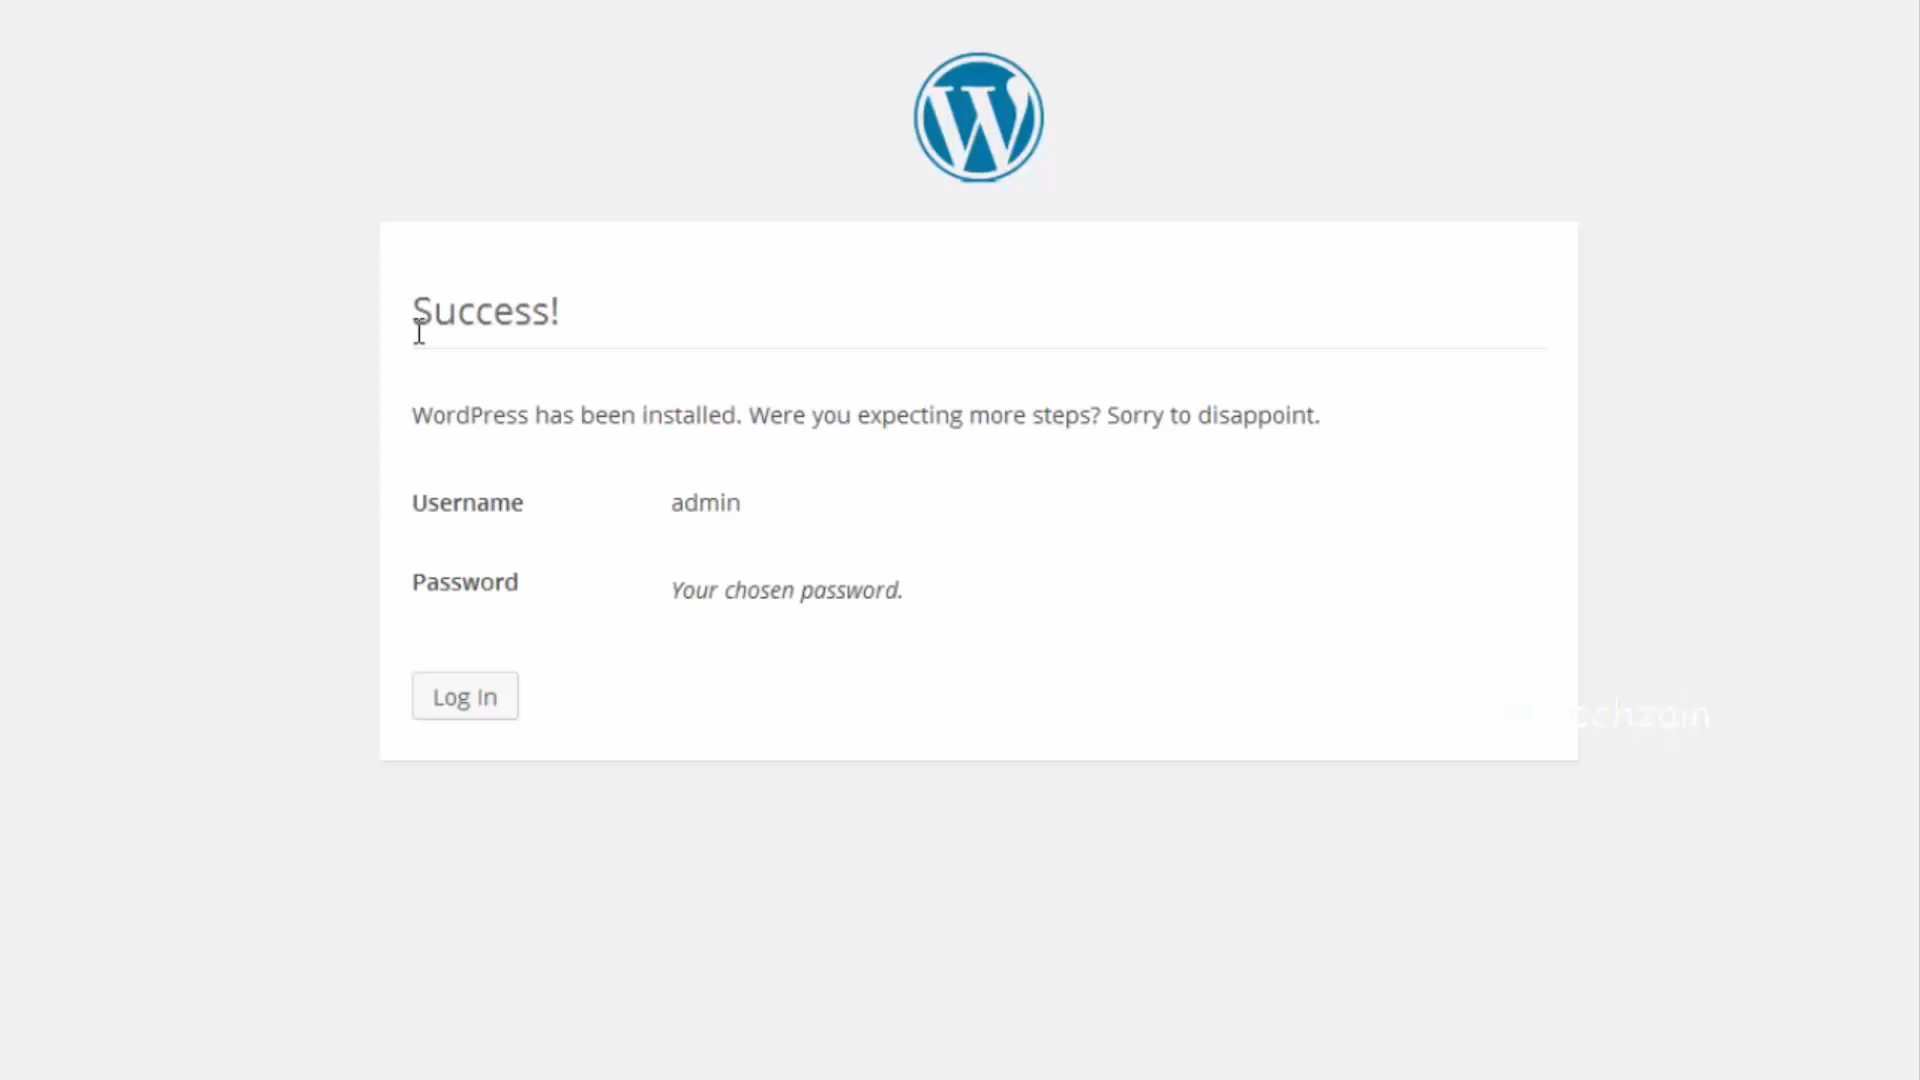 Success!
WordPress has been installed. Were you expecting more steps? Sorry to disappoint.
Username admin
Password Your chosen password.
Log In